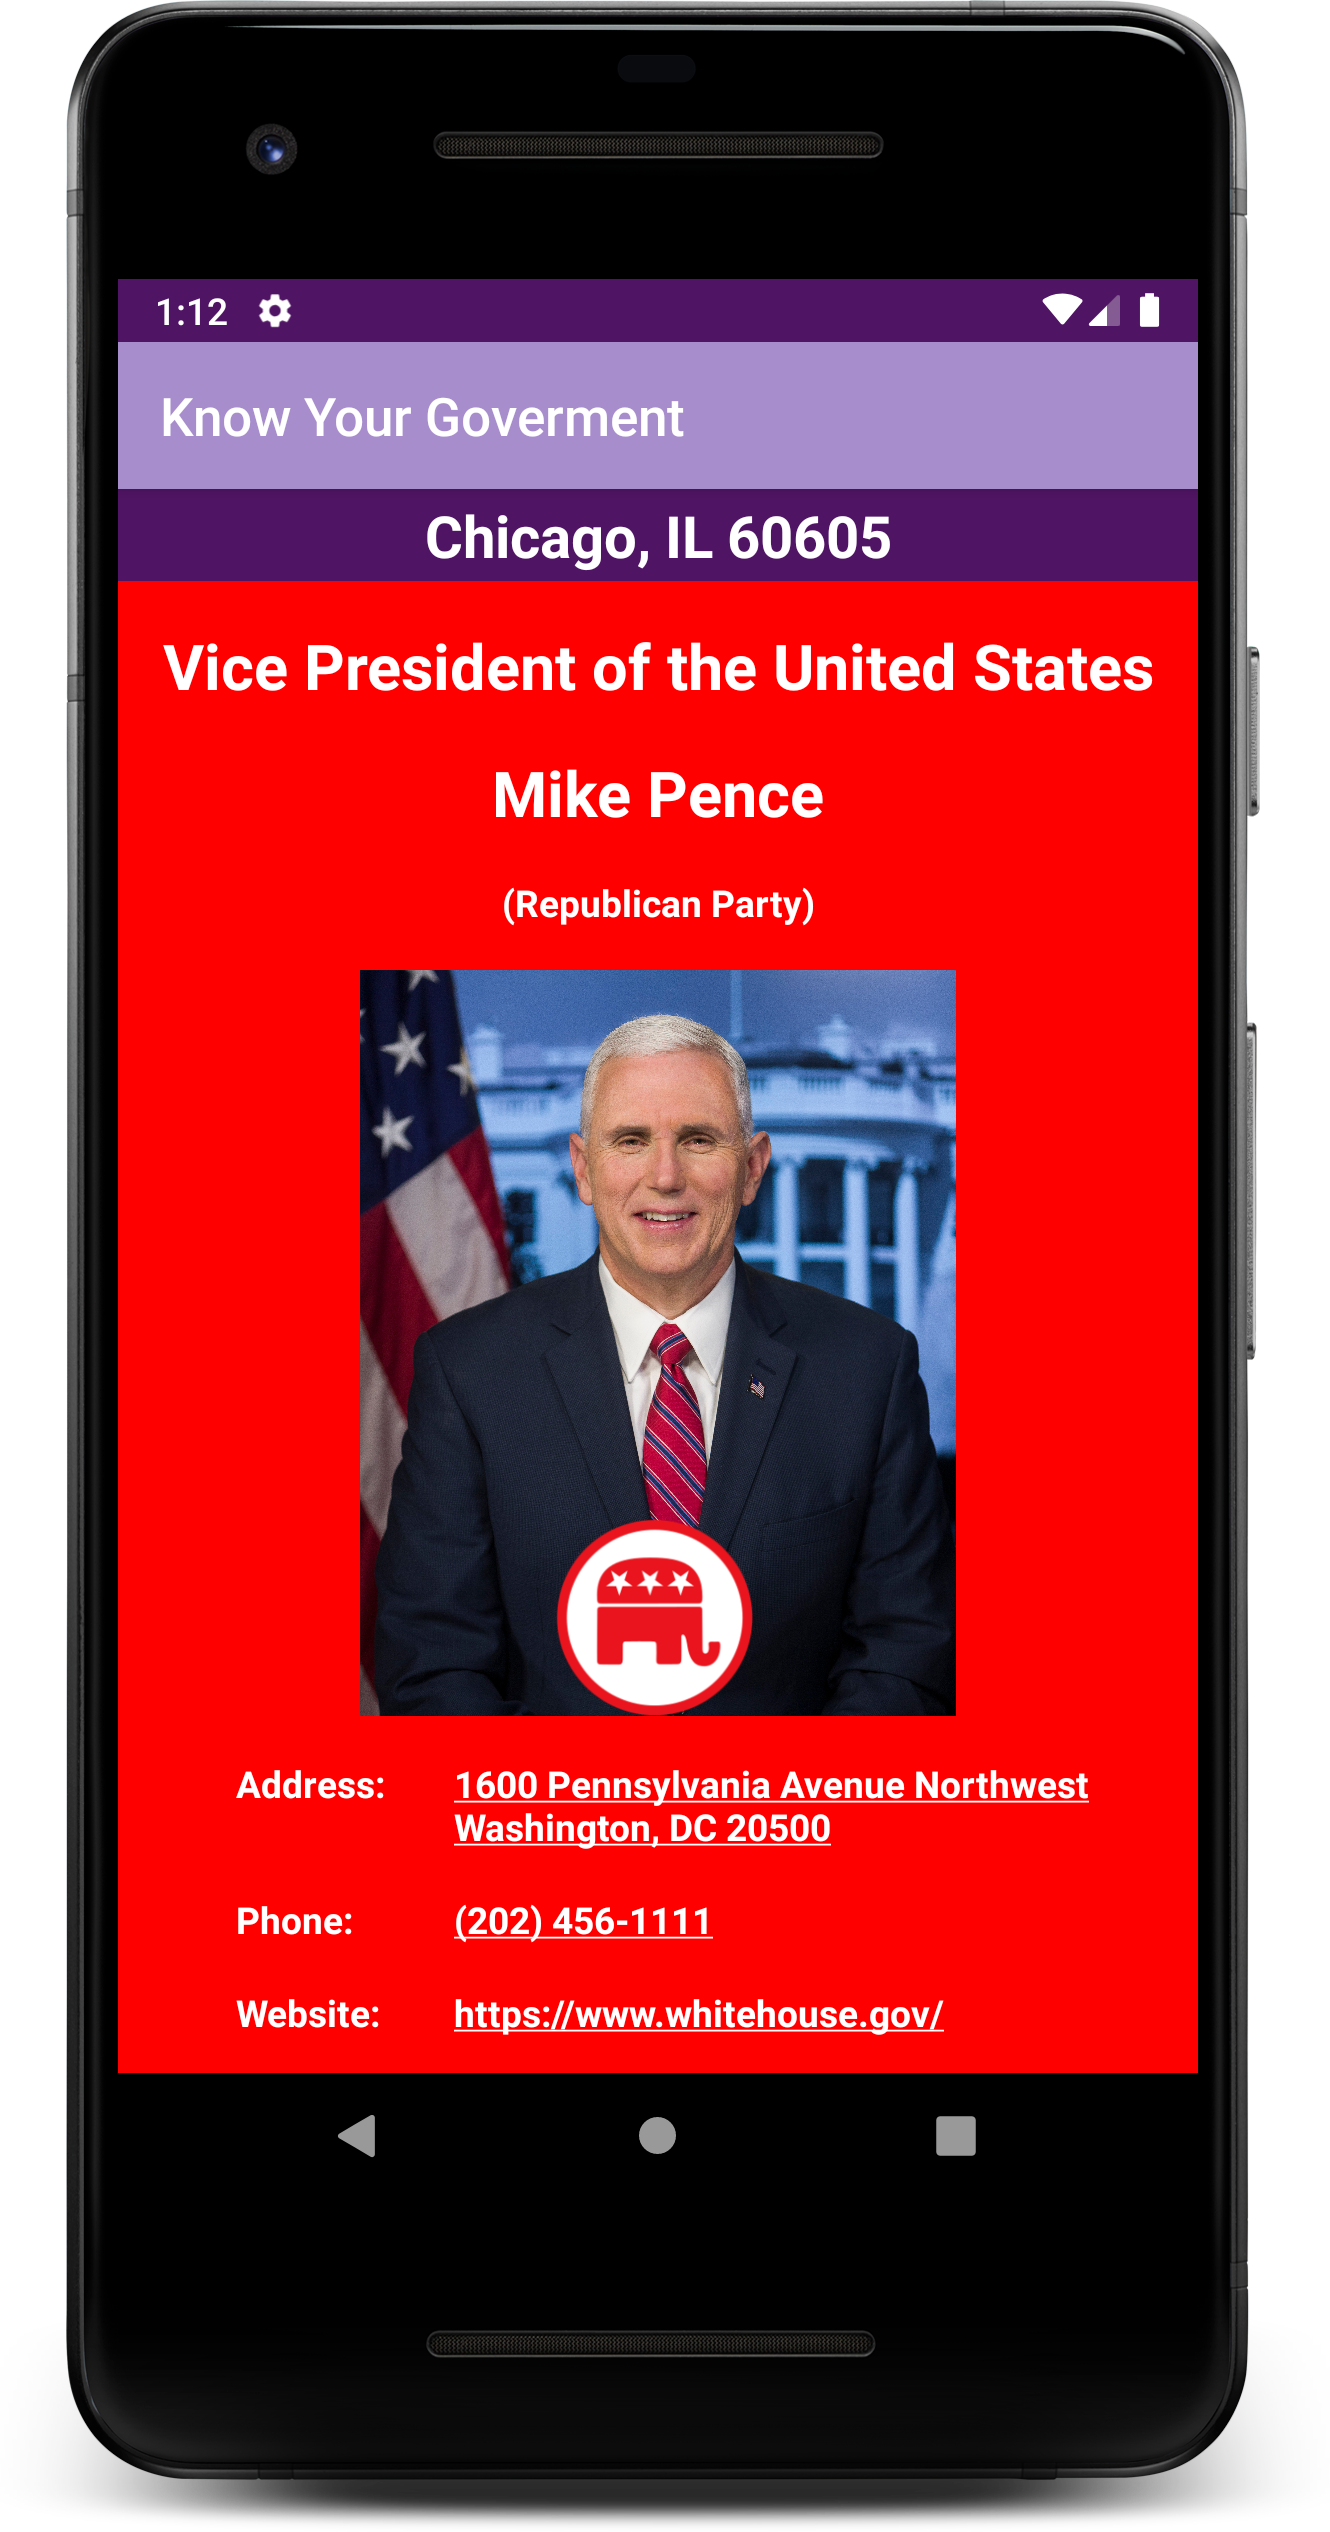 1:12
Know Your Goverment
Chicago, IL 60605
Vice President of the United States
Mike Pence
(Republican Party)
Address: 1600 Pennsylvania Avenue Northwest
Washington, DC 20500
Phone: (202) 456-1111
Website: https://www.whitehouse.gov/